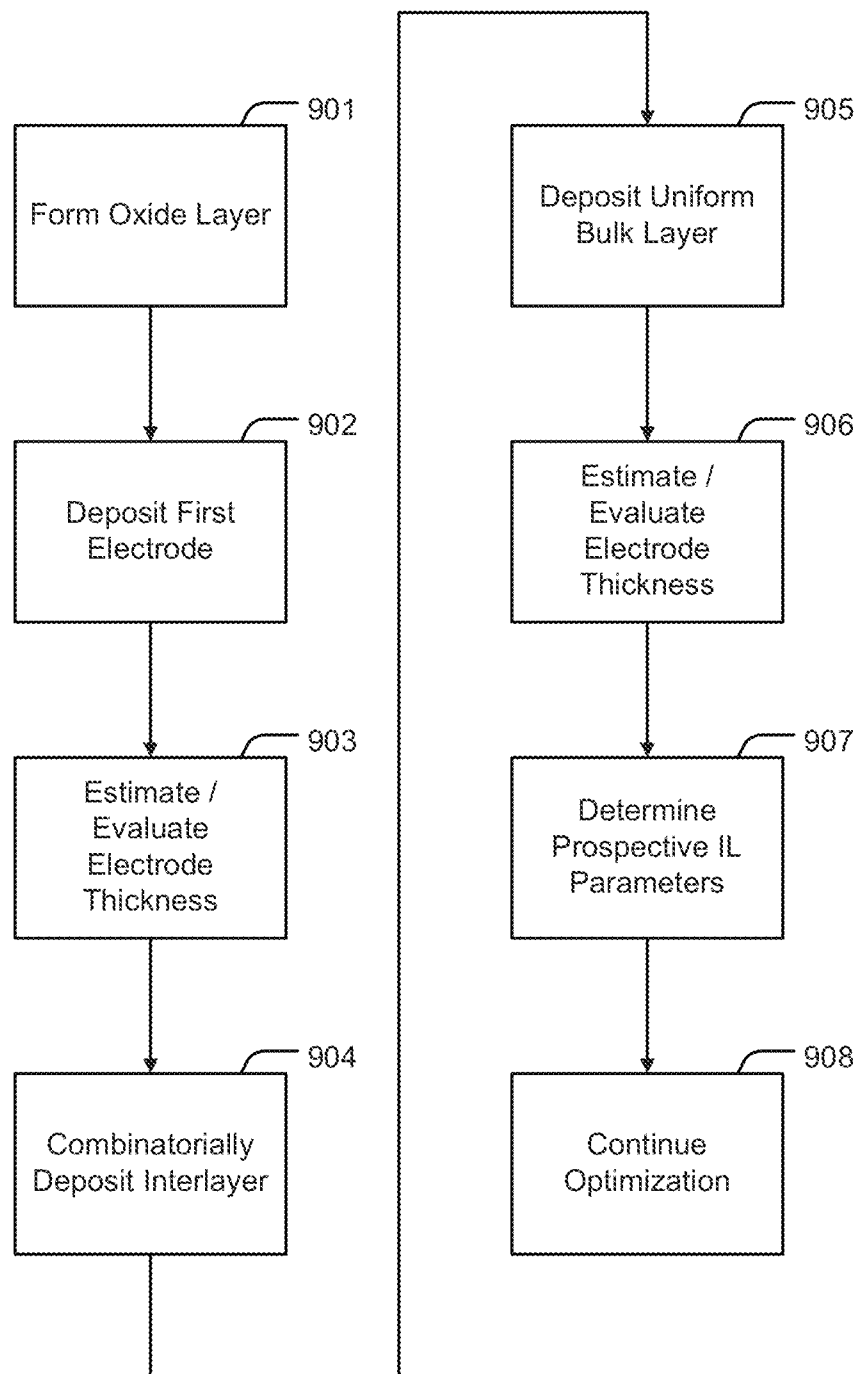 901
Form Oxide Layer
902
Deposit First
Electrode
903
Estimate /
Evaluate
Electrode
Thickness
904
Combinatorially
Deposit Interlayer
905
Deposit Uniform
Bulk Layer
906
Estimate /
Evaluate
Electrode
Thickness
907
Determine
Prospective IL
Parameters
908
Continue
Optimization